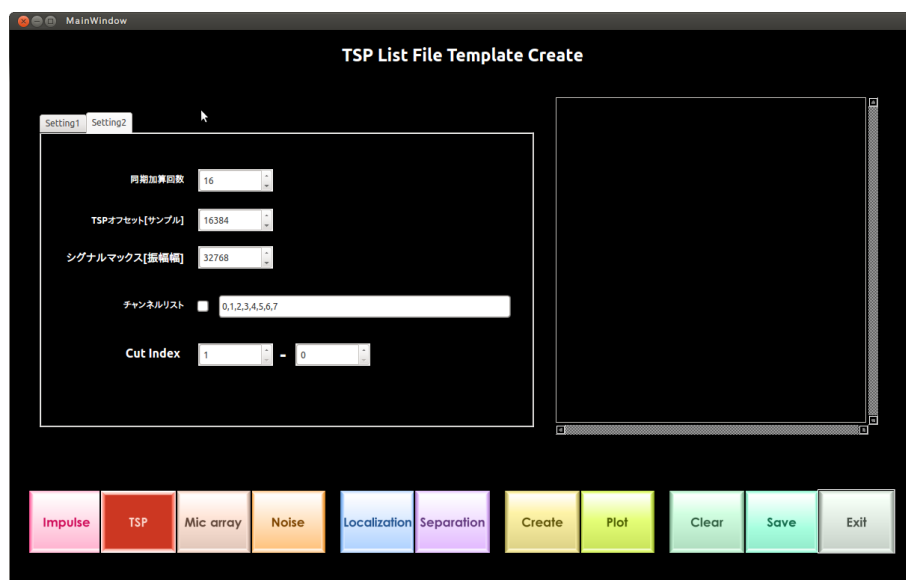 MainWindow
TSP List File Template Create
Setting1 Setting2
同期加算回数 16
TSPオフセット[サンプル] 16384
シグナルマックス[振幅幅] 32768
チャンネルリスト 0,1,2,3,4,5,6,7
Cut Index 1 - 0
Impulse TSP Mic array Noise Localization Separation Create Plot Clear Save Exit